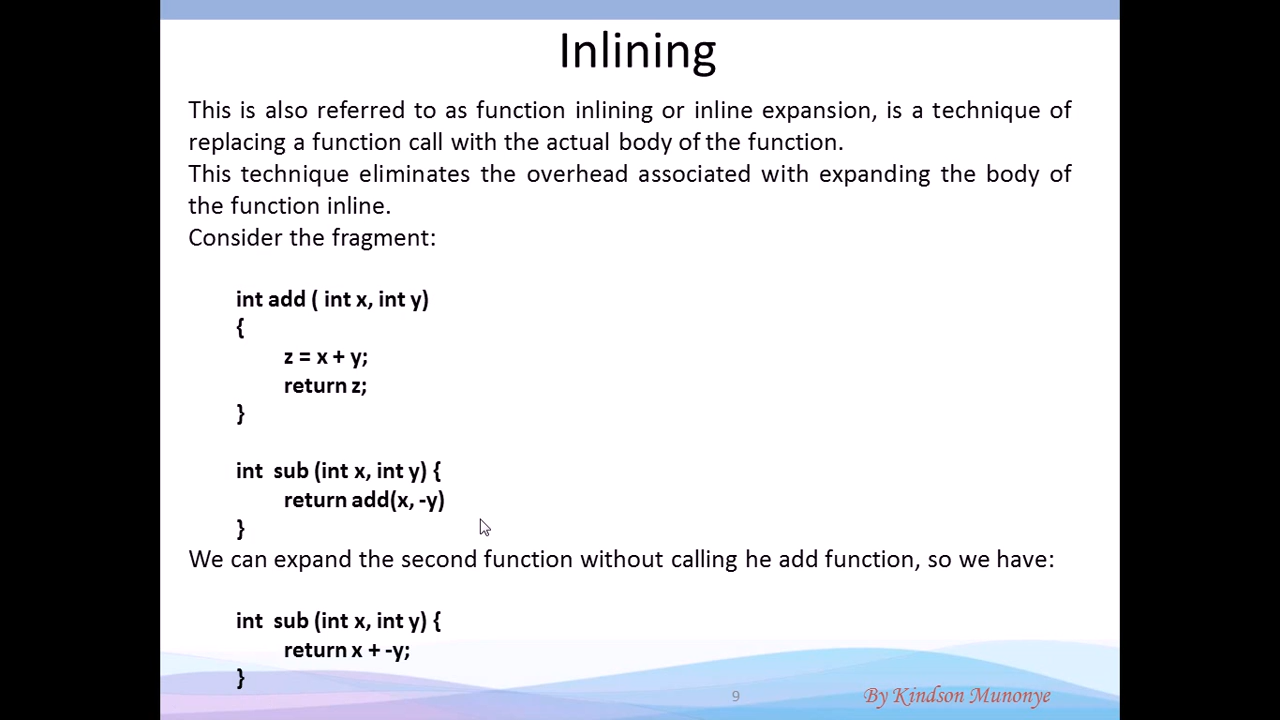 Inlining
This is also referred to as function inlining or inline expansion, is a technique of
replacing a function call with the actual body of the function.
This technique eliminates the overhead associated with expanding the body of
the function inline.
Consider the fragment:
int add ( int x, int y)
{
z = x + y;
return z;
}
int sub (int x, int y) {
return add(x, -y)
}
We can expand the second function without calling he add function, so we have:
int sub (int x, int y) {
return x + -y;
}
9
By Kindson Munonye